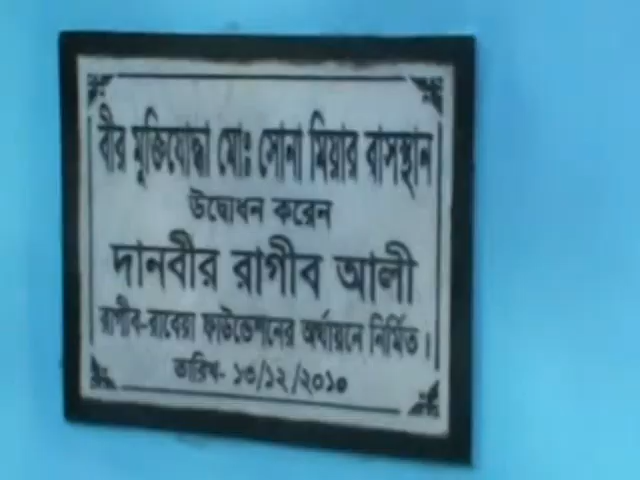 বীর মুক্তিযোদ্ধা মোঃ সোনা মিয়ার বাসস্থান
উদ্বোধন করেন
দানবীর রাগীব আলী
রাগীব-রাবেয়া ফাউন্ডেশনের অর্থায়নে নির্মিত।
তারিখ- ১৩/১২/২০১০